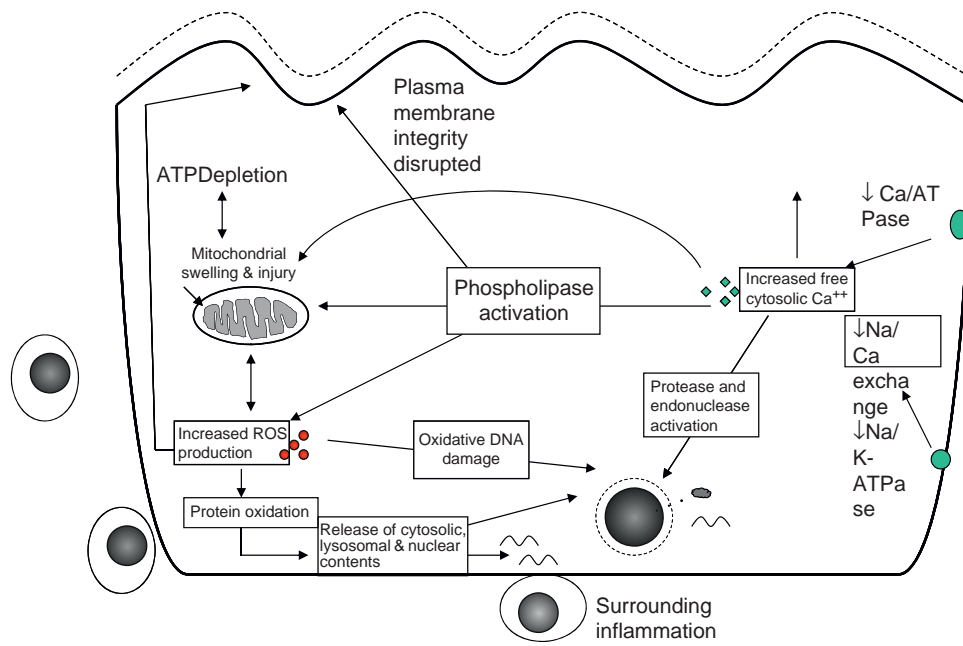 Plasma
membrane
integrity
disrupted
ATPDepletion
↓ Ca/AT
Pase
Mitochondrial
swelling & injury
Phospholipase
activation
Increased free
cytosolic Ca++
↓Na/
Ca
excha
nge
↓Na/
K-
ATPa
se
Protease and
endonuclease
activation
Increased ROS
production
Oxidative DNA
damage
Protein oxidation
Release of cytosolic,
lysosomal & nuclear
contents
Surrounding
inflammation